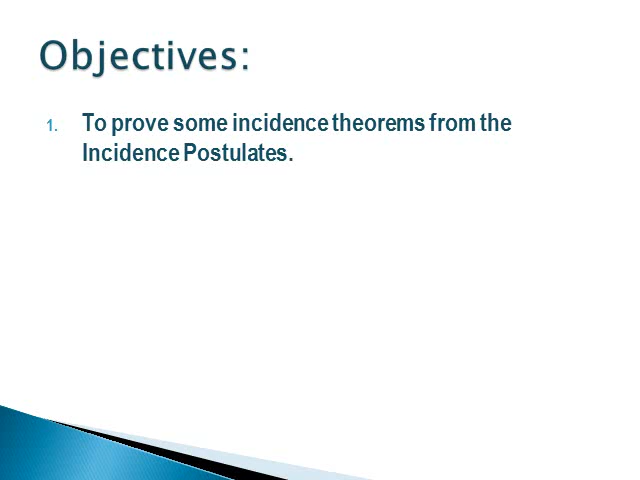 Objectives:
1. To prove some incidence theorems from the
Incidence Postulates.